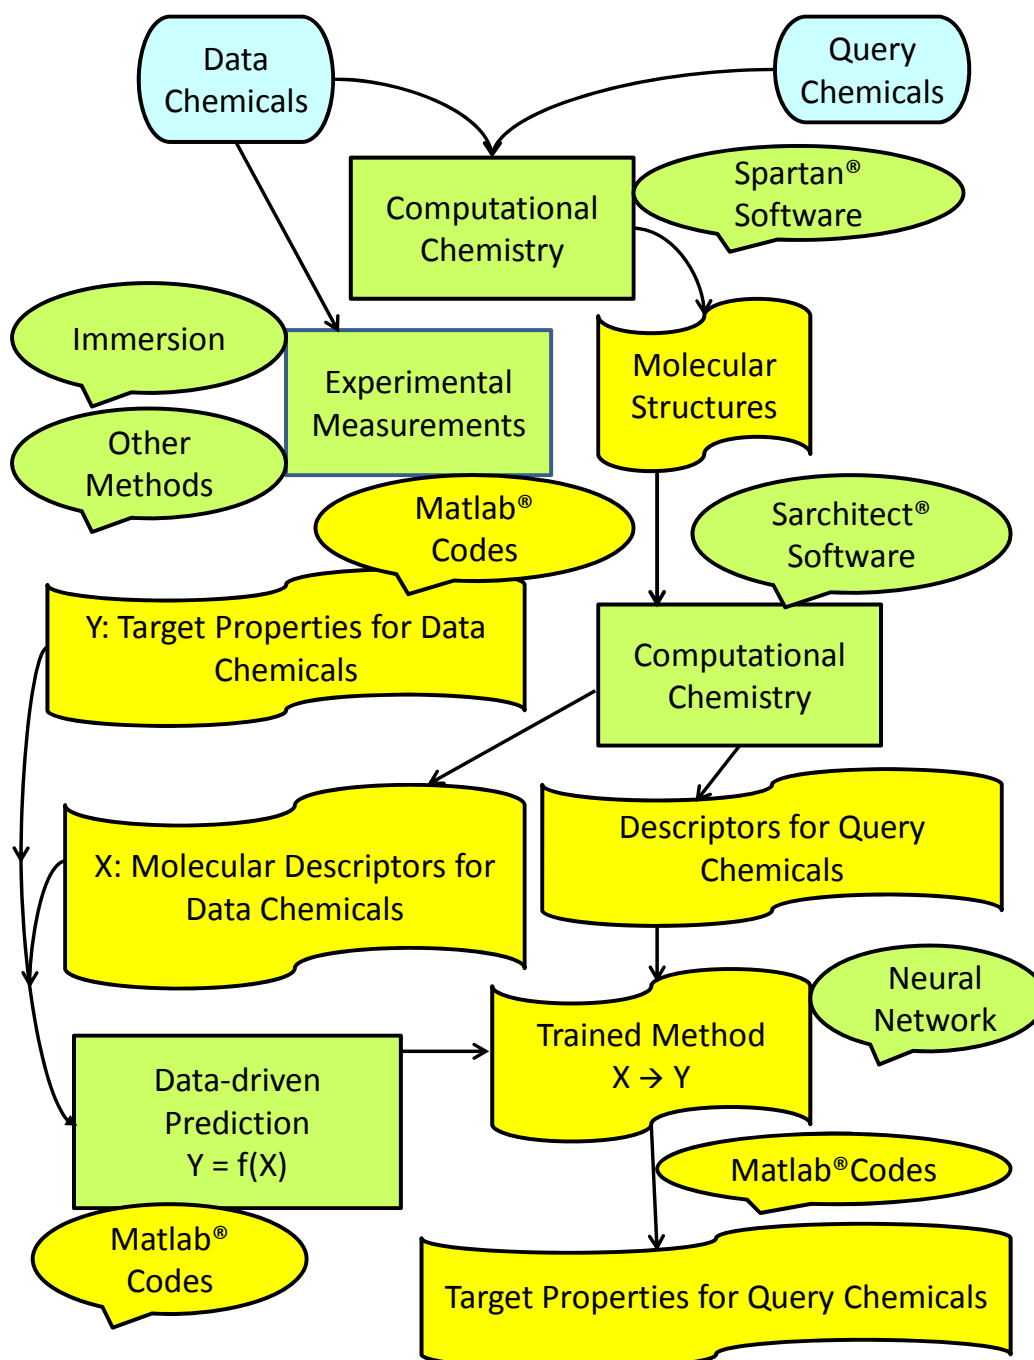 Data
Chemicals
Query
Chemicals
Computational
Chemistry
Spartan®
Software
Immersion
Experimental
Measurements
Molecular
Structures
Other
Methods
Matlab®
Codes
Sarchitect®
Software
Y: Target Properties for Data
Chemicals
Computational
Chemistry
X: Molecular Descriptors for
Data Chemicals
Descriptors for Query
Chemicals
Neural
Network
Trained Method
X → Y
Data-driven
Prediction
Y = f(X)
Matlab®Codes
Matlab®
Codes
Target Properties for Query Chemicals